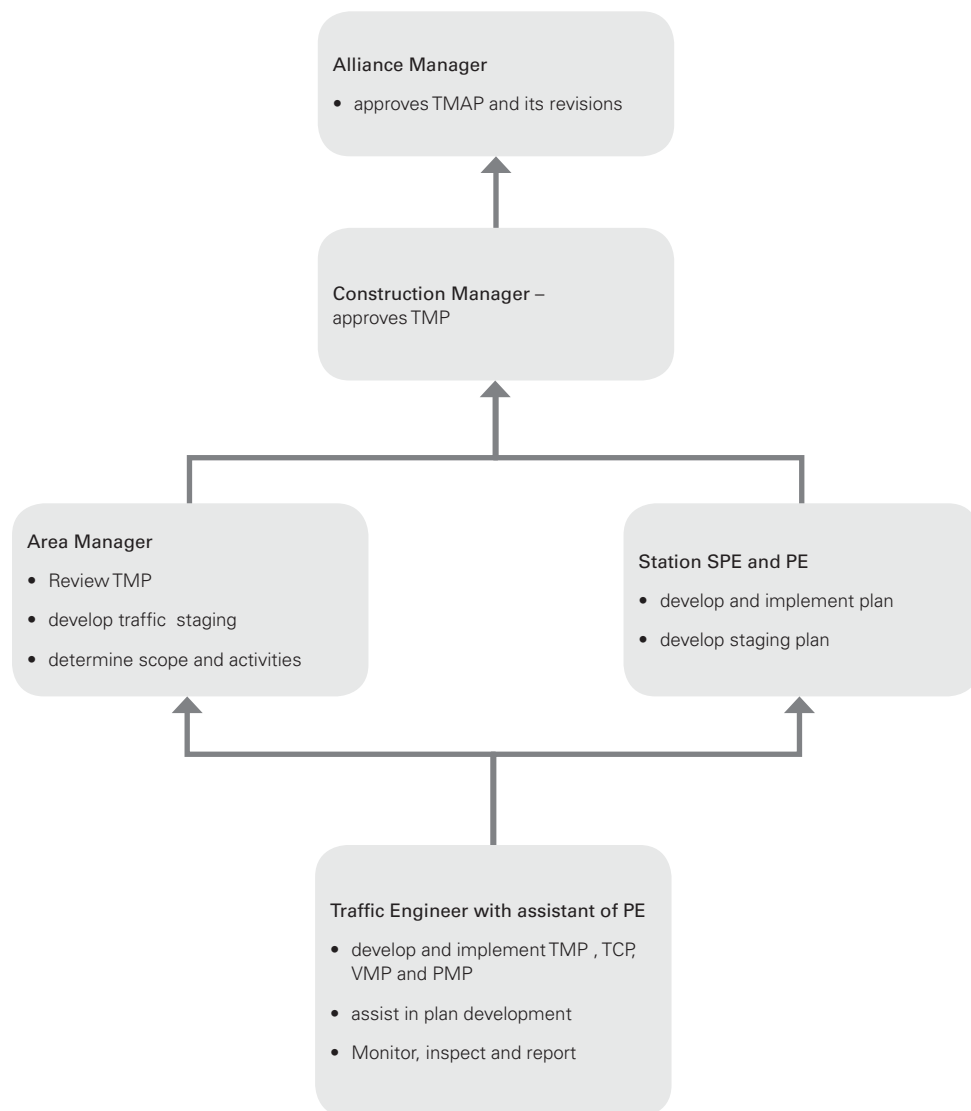 Alliance Manager
• approves TMAP and its revisions
Construction Manager –
approves TMP
Area Manager
• Review TMP
• develop traffic staging
• determine scope and activities
Station SPE and PE
• develop and implement plan
• develop staging plan
Traffic Engineer with assistant of PE
• develop and implement TMP , TCP,
VMP and PMP
• assist in plan development
• Monitor, inspect and report